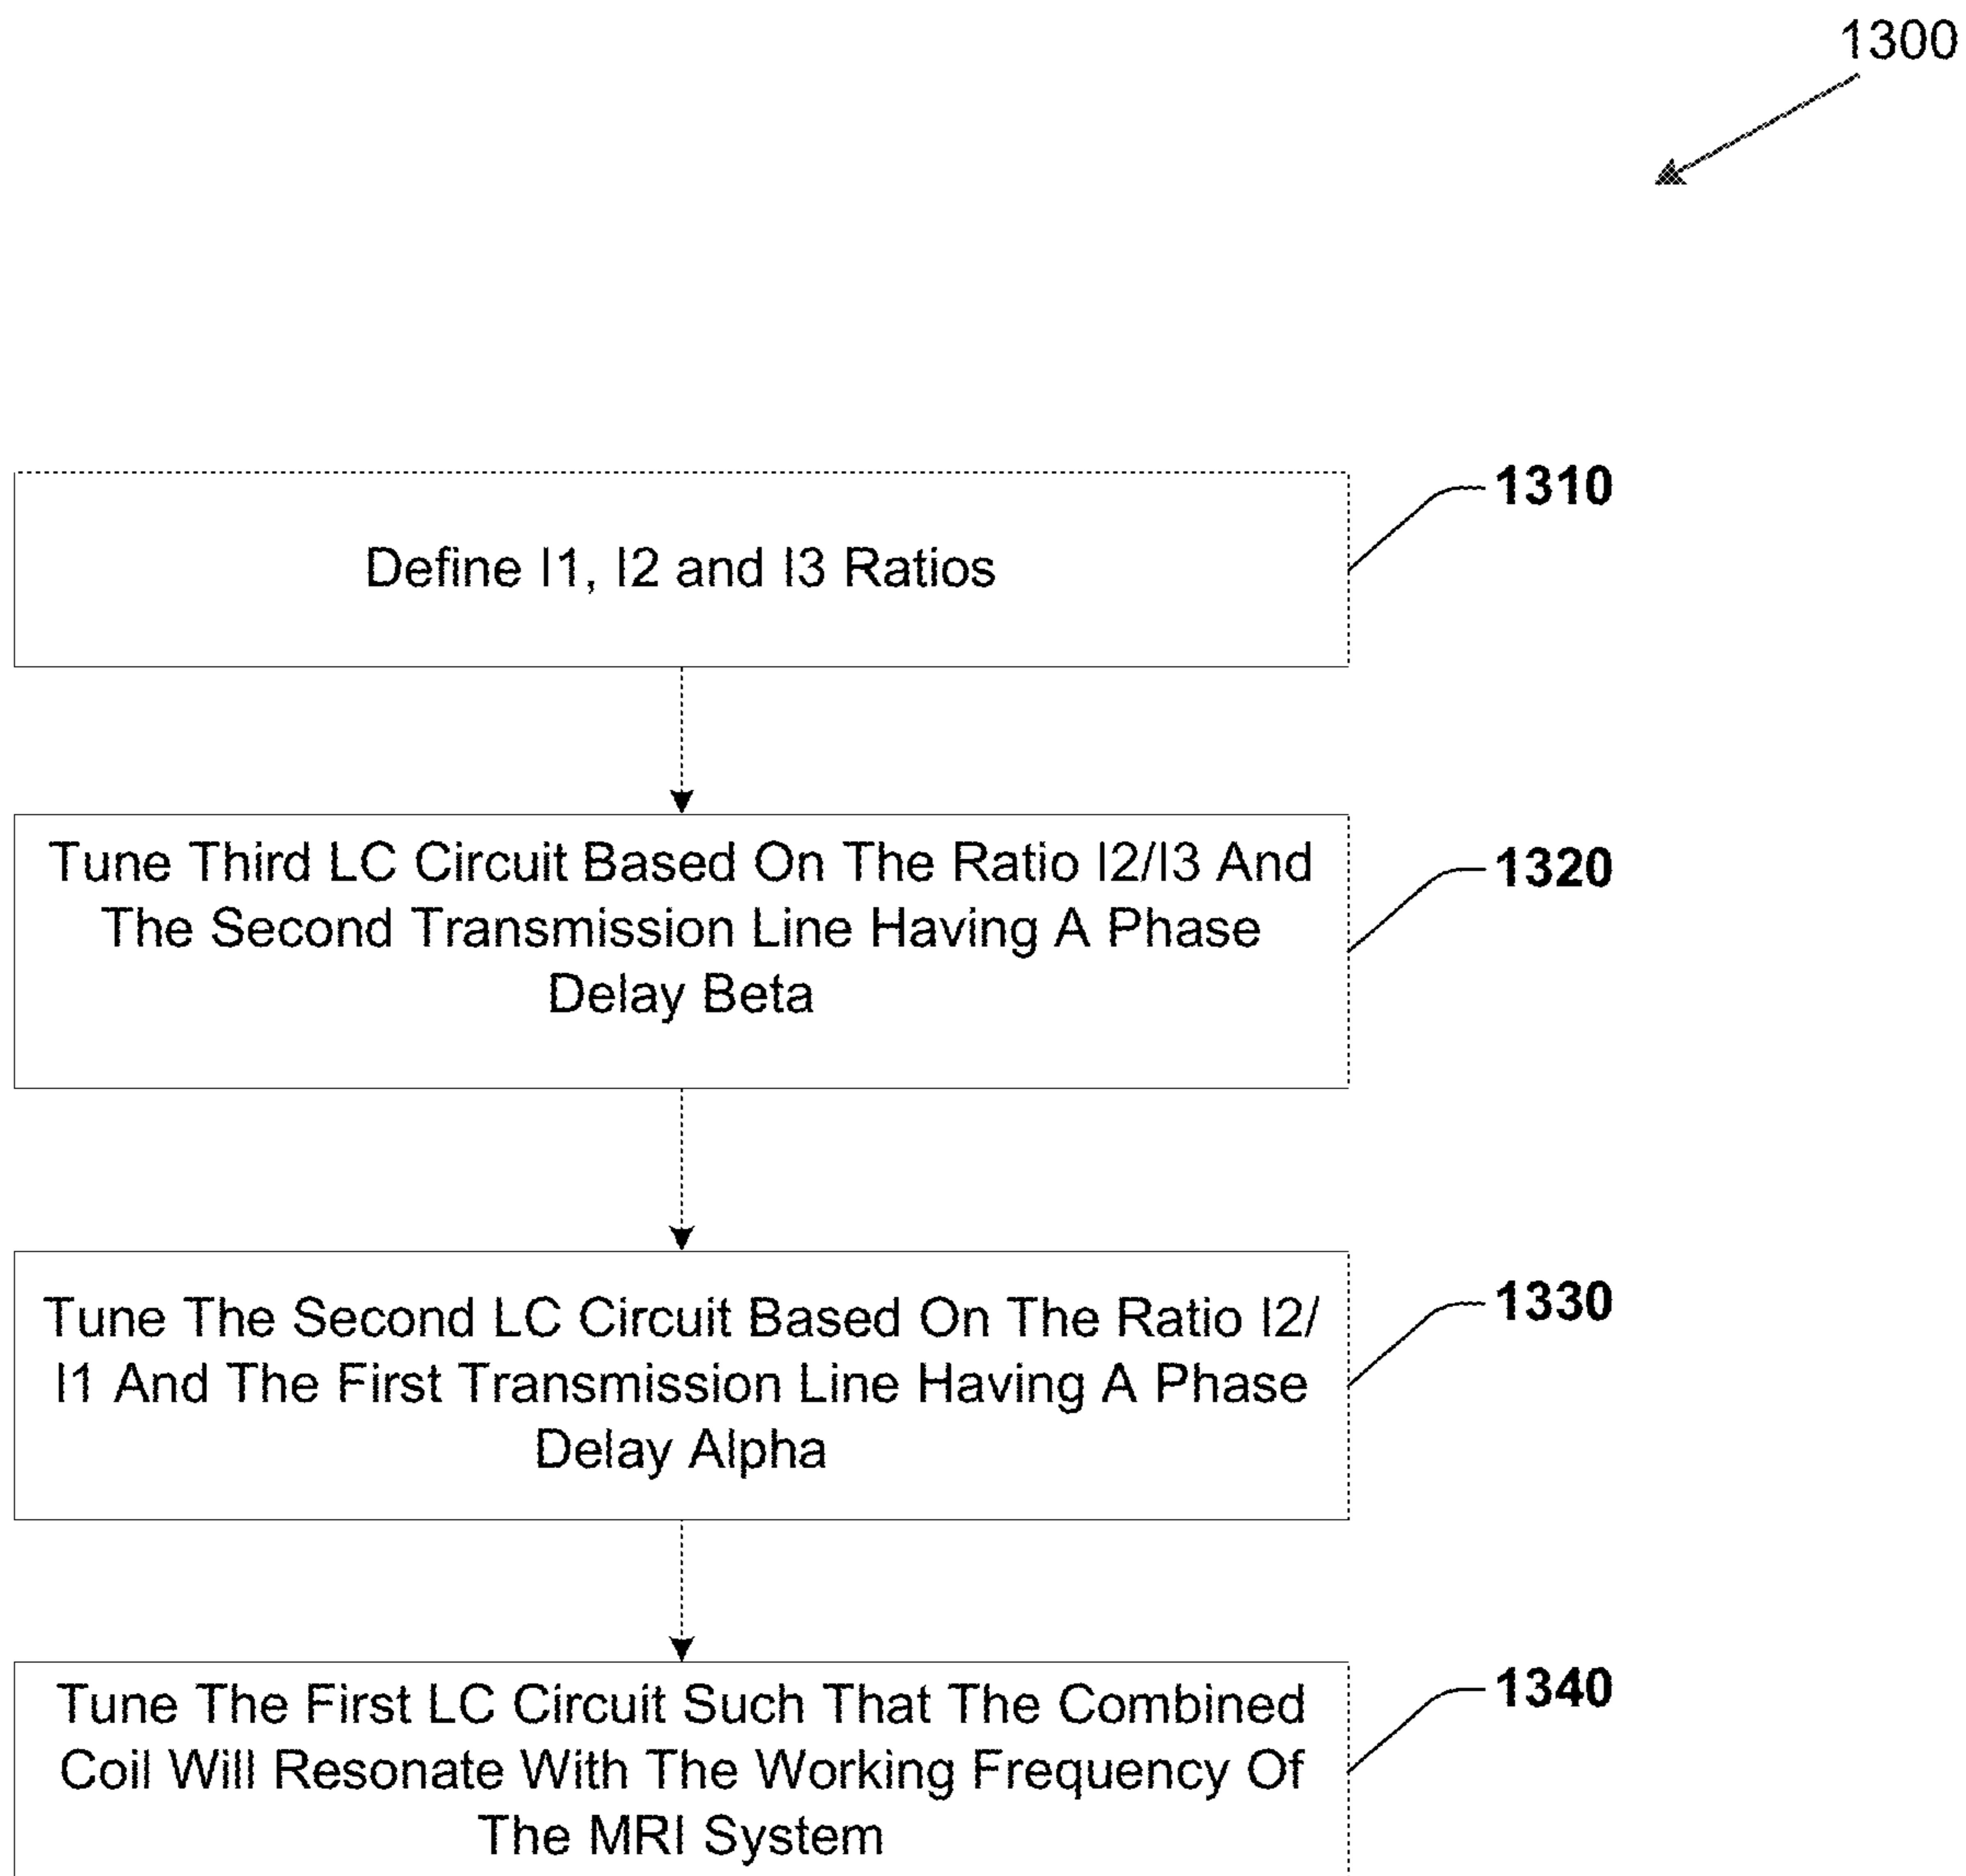 1300
Define I1, I2 and I3 Ratios
1310
Tune Third LC Circuit Based On The Ratio I2/I3 And
The Second Transmission Line Having A Phase
Delay Beta
1320
Tune The Second LC Circuit Based On The Ratio I2/
I1 And The First Transmission Line Having A Phase
Delay Alpha
1330
Tune The First LC Circuit Such That The Combined
Coil Will Resonate With The Working Frequency Of
The MRI System
1340